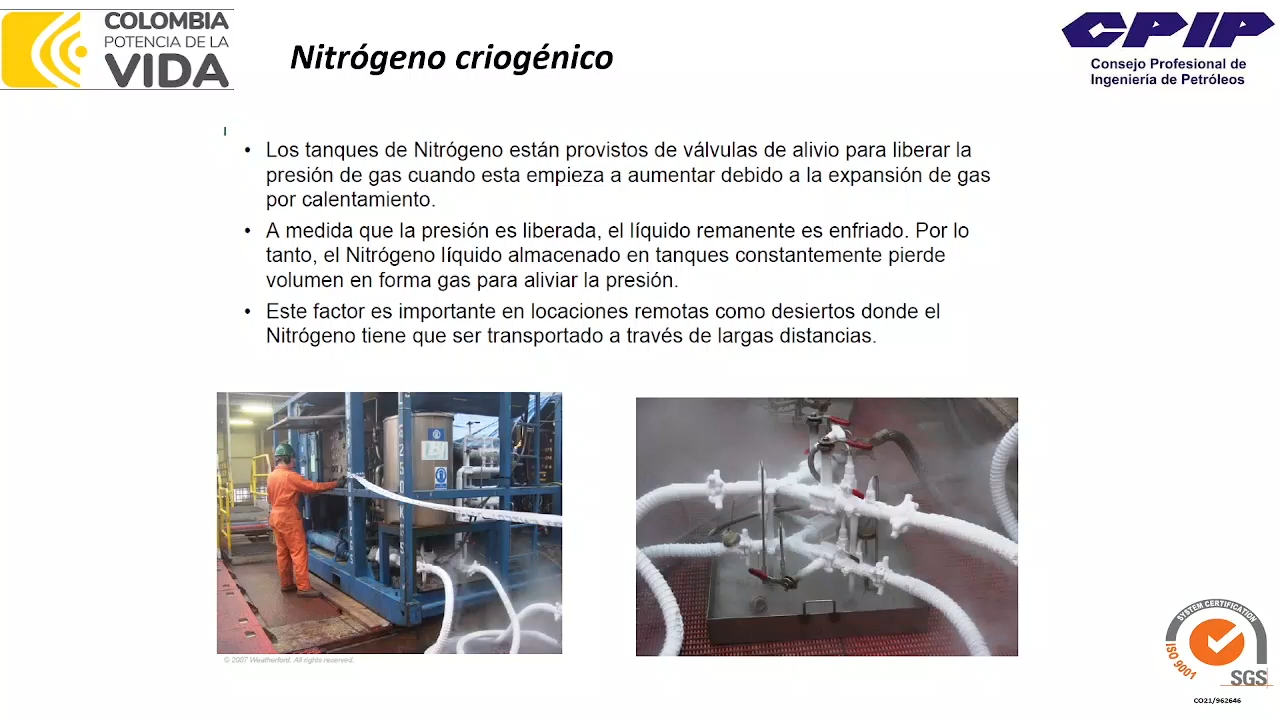 COLOMBIA
POTENCIA DE LA
VIDA
Nitrógeno criogénico
CPIP
Consejo Profesional de
Ingeniería de Petróleos
• Los tanques de Nitrógeno están provistos de válvulas de alivio para liberar la
presión de gas cuando esta empieza a aumentar debido a la expansión de gas
por calentamiento.
• A medida que la presión es liberada, el líquido remanente es enfriado. Por lo
tanto, el Nitrógeno líquido almacenado en tanques constantemente pierde
volumen en forma gas para aliviar la presión.
• Este factor es importante en locaciones remotas como desiertos donde el
Nitrógeno tiene que ser transportado a través de largas distancias.
© 2007 Weatherford. All rights reserved.
SYSTEM CERTIFICATION
ISO 9001
SGS
CO21/962646